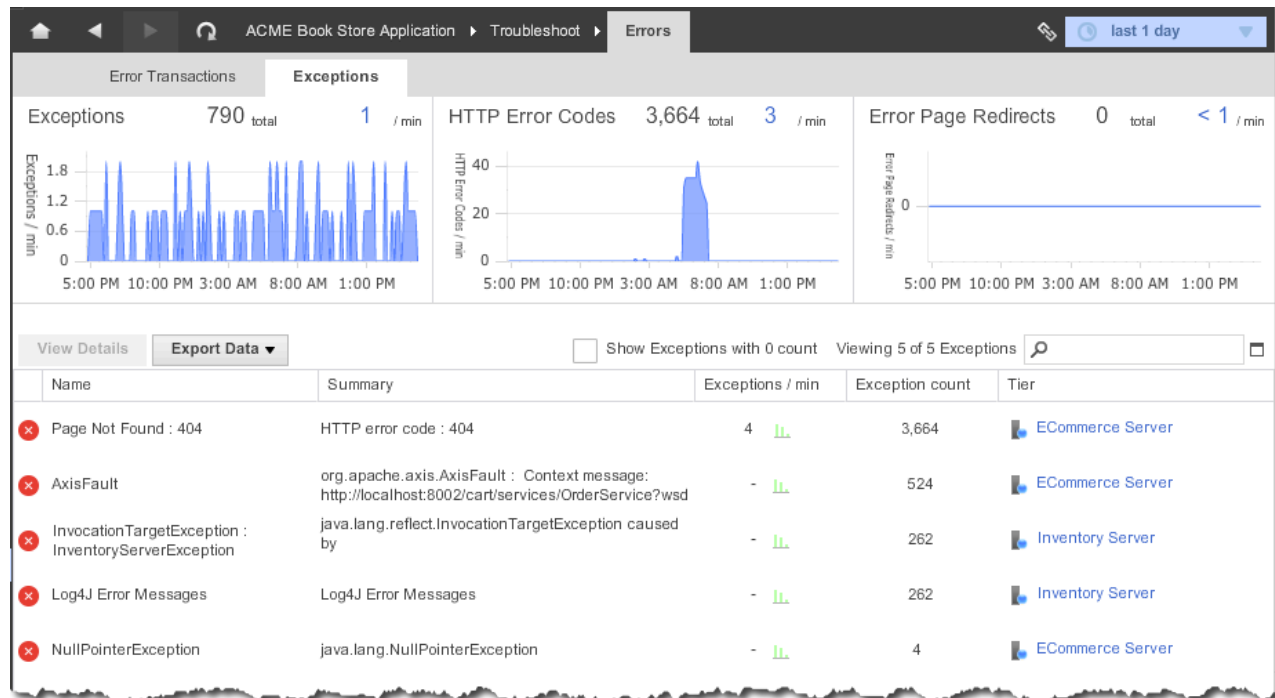 ACME Book Store Application Troubleshoot Errors last 1 day
Error Transactions Exceptions
Exceptions 790 total 1 / min
Exceptions / min
1.8
1.2
0.6
0
5:00 PM 10:00 PM 3:00 AM 8:00 AM 1:00 PM
HTTP Error Codes 3,664 total 3 / min
HTTP Error Codes / min
40
20
0
5:00 PM 10:00 PM 3:00 AM 8:00 AM 1:00 PM
Error Page Redirects 0 total < 1 / min
Error Page Redirects / min
0
5:00 PM 10:00 PM 3:00 AM 8:00 AM 1:00 PM
View Details Export Data Show Exceptions with 0 count Viewing 5 of 5 Exceptions
Name Summary Exceptions / min Exception count Tier
Page Not Found : 404 HTTP error code : 404 4 3,664 ECommerce Server
AxisFault org.apache.axis.AxisFault : Context message:
http://localhost:8002/cart/services/OrderService?wsd - 524 ECommerce Server
InvocationTargetException :
InventoryServerException java.lang.reflect.InvocationTargetException caused
by - 262 Inventory Server
Log4J Error Messages Log4J Error Messages - 262 Inventory Server
NullPointerException java.lang.NullPointerException - 4 ECommerce Server